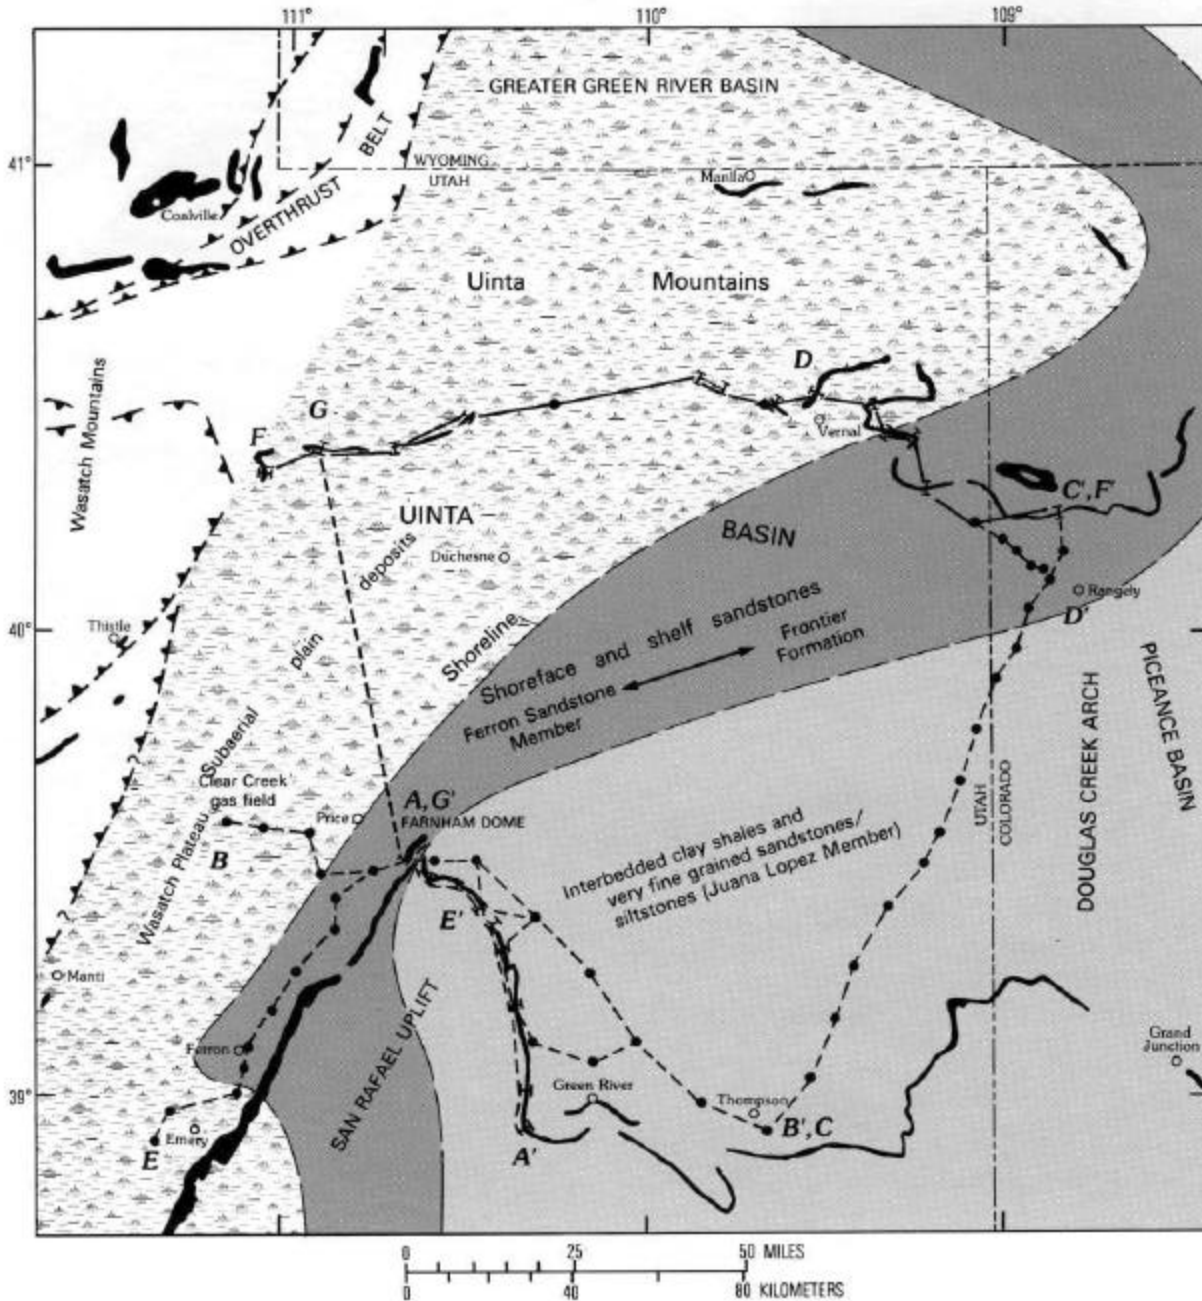 111°
110°
109°
GREATER GREEN RIVER BASIN
BELT
41°
WYOMING
UTAH
Manila
Coalville
OVERTHRUST
Uinta Mountains
Wasatch Mountains
D
G
F
Vernal
C',F'
UINTA
BASIN
deposits
Duchesne
Rangely
D'
40°
Thistle
plain
Shoreline
Shoreface and shelf sandstones
Frontier
Formation
Ferron Sandstone
Member
PICEANCE BASIN
DOUGLAS CREEK ARCH
Subaerial
Clear Creek
gas field
UTAH
COLORADO
A,G'
FARNHAM DOME
Price
B
Wasatch Plateau
Interbedded clay shales and
very fine grained sandstones/
siltstones (Juana Lopez Member)
E'
?
?
Manti
SAN RAFAEL UPLIFT
Ferron
Grand
Junction
Green River
Thompson
39°
Emery
B',C
E
A'
0 25 50 MILES
0 40 80 KILOMETERS